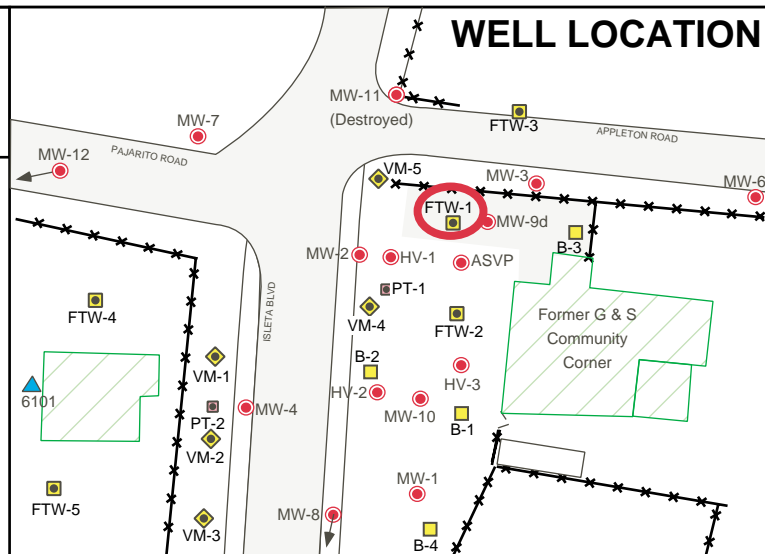 WELL LOCATION
MW-11
(Destroyed)
MW-7
FTW-3
APPLETON ROAD
PAJARITO ROAD
MW-12
VM-5
MW-3
MW-6
FTW-1
MW-9d
B-3
MW-2
HV-1
ASVP
PT-1
ISLETA BLVD
FTW-4
VM-4
FTW-2
Former G & S
Community
Corner
VM-1
B-2
6101
HV-2
HV-3
MW-4
MW-10
PT-2
B-1
VM-2
MW-1
FTW-5
MW-8
VM-3
B-4